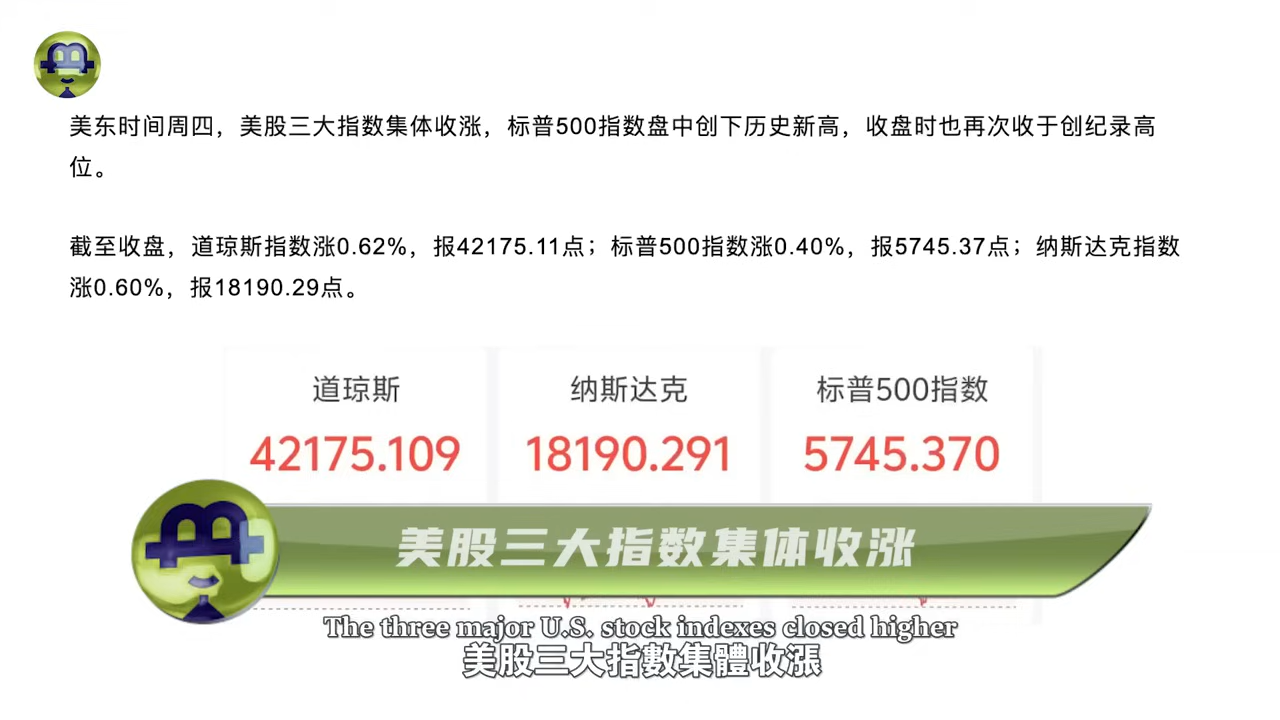 美东时间周四，美股三大指数集体收涨，标普500指数盘中创下历史新高，收盘时也再次收于创纪录高
位。
截至收盘，道琼斯指数涨0.62%，报42175.11点；标普500指数涨0.40%，报5745.37点；纳斯达克指数
涨0.60%，报18190.29点。
道琼斯 纳斯达克 标普500指数
42175.109 18190.291 5745.370
美股三大指数集体收涨
The three major U.S. stock indexes closed higher
美股三大指數集體收漲